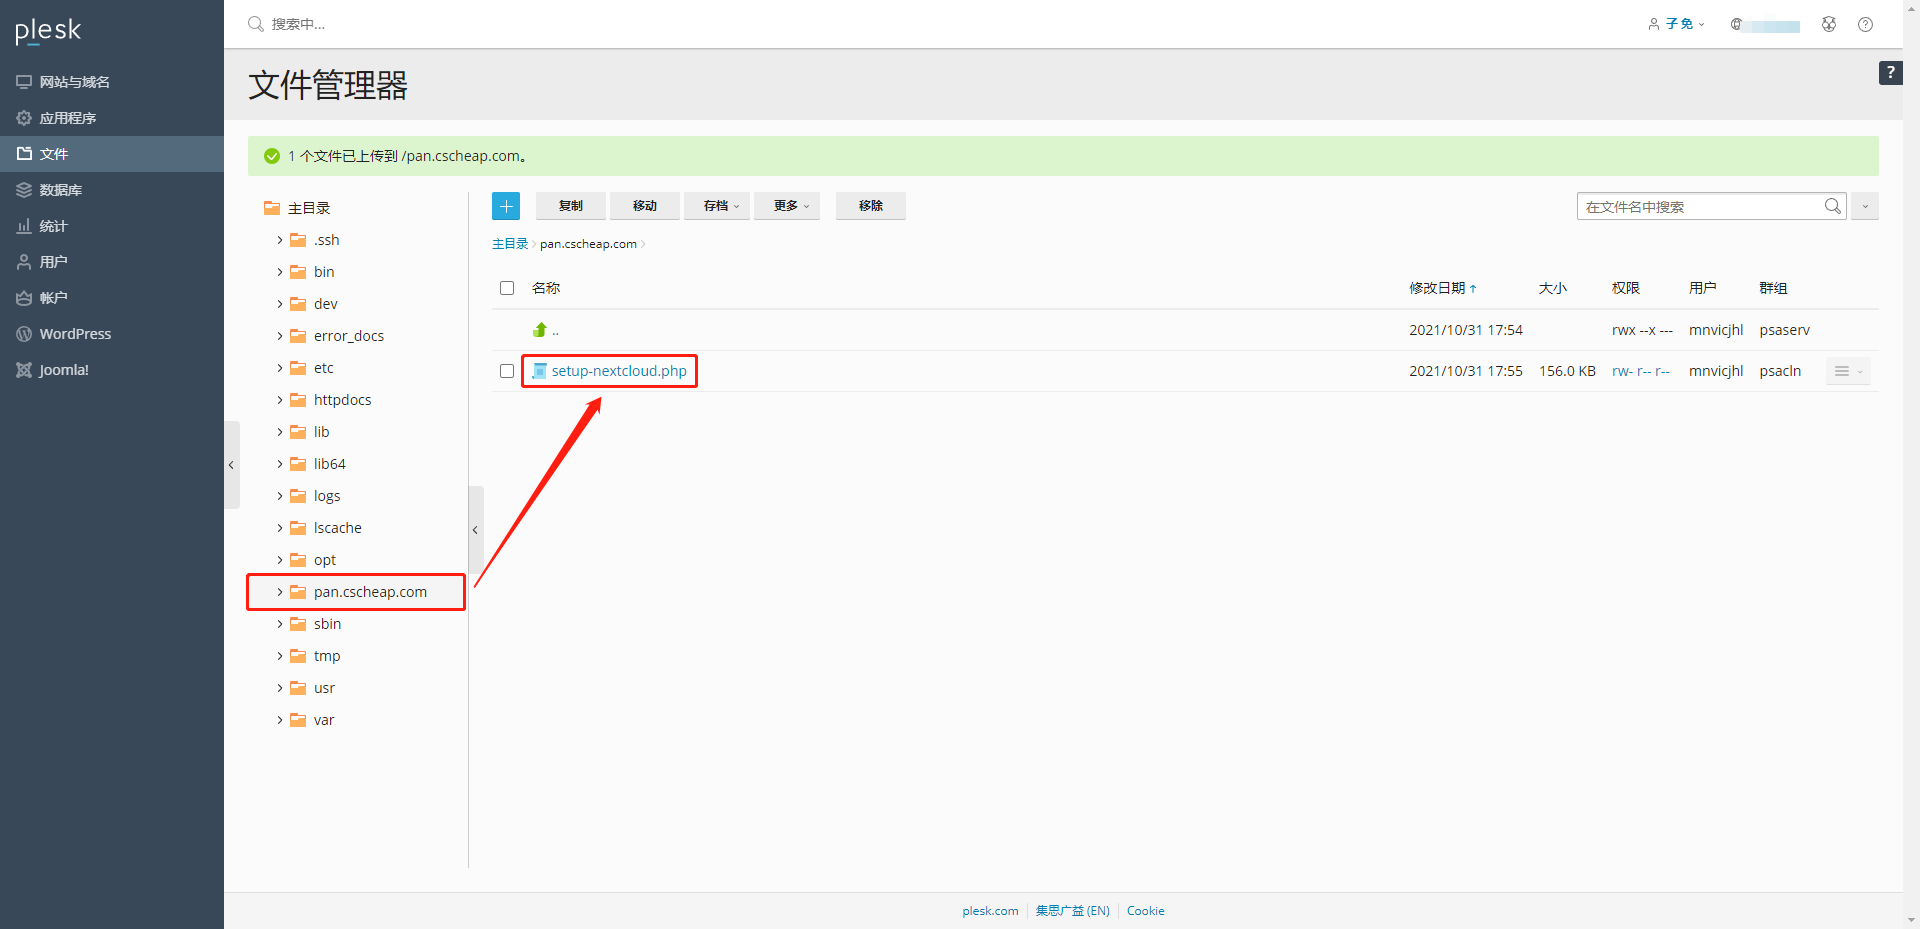 plesk
搜索中...
子 免
网站与域名
应用程序
文件
数据库
统计
用户
帐户
WordPress
Joomla!
文件管理器
?
1 个文件已上传到 /pan.cscheap.com。
主目录
.ssh
bin
dev
error_docs
etc
httpdocs
lib
lib64
logs
lscache
opt
pan.cscheap.com
sbin
tmp
usr
var
复制 移动 存档 更多 移除
在文件名中搜索
主目录 pan.cscheap.com
名称 修改日期 ↑ 大小 权限 用户 群组
.. 2021/10/31 17:54 rwx --x --- mnvicjhl psaserv
setup-nextcloud.php 2021/10/31 17:55 156.0 KB rw- r-- r-- mnvicjhl psacln
plesk.com 集思广益 (EN) Cookie